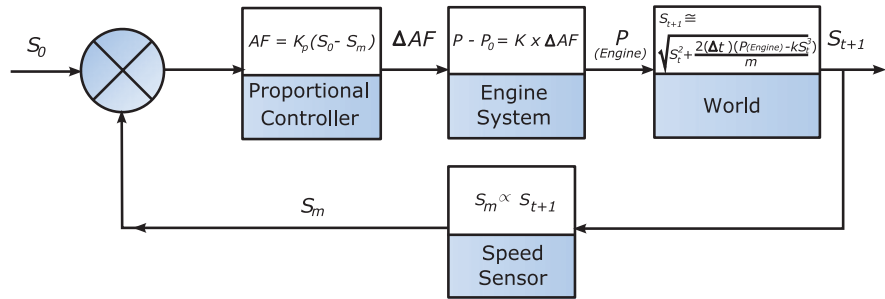 S₀
AF = Kₚ(S₀- Sₘ)
Proportional
Controller
ΔAF
P - P₀= K x ΔAF
Engine
System
P
(Engine)
Sₜ₊₁ ≅
√Sₜ²+ 2(Δt)(P(Engine) -kSₜ³) / m
World
Sₜ₊₁
Sₘ
Sₘ ∝ Sₜ₊₁
Speed
Sensor